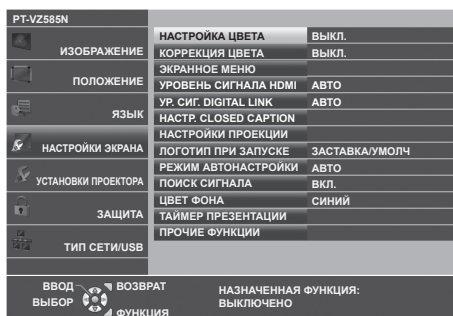 PT-VZ585N
ИЗОБРАЖЕНИЕ
ПОЛОЖЕНИЕ
ЯЗЫК
НАСТРОЙКИ ЭКРАНА
УСТАНОВКИ ПРОЕКТОРА
ЗАЩИТА
ТИП СЕТИ/USB
НАСТРОЙКА ЦВЕТА ВЫКЛ.
КОРРЕКЦИЯ ЦВЕТА ВЫКЛ.
ЭКРАННОЕ МЕНЮ
УРОВЕНЬ СИГНАЛА HDMI АВТО
УР. СИГ. DIGITAL LINK АВТО
НАСТР. CLOSED CAPTION
НАСТРОЙКИ ПРОЕКЦИИ
ЛОГОТИП ПРИ ЗАПУСКЕ ЗАСТАВКА/УМОЛЧ
РЕЖИМ АВТОНАСТРОЙКИ АВТО
ПОИСК СИГНАЛА ВКЛ.
ЦВЕТ ФОНА СИНИЙ
ТАЙМЕР ПРЕЗЕНТАЦИИ
ПРОЧИЕ ФУНКЦИИ
ВВОД ВОЗВРАТ
ВЫБОР
ФУНКЦИЯ
НАЗНАЧЕННАЯ ФУНКЦИЯ:
ВЫКЛЮЧЕНО